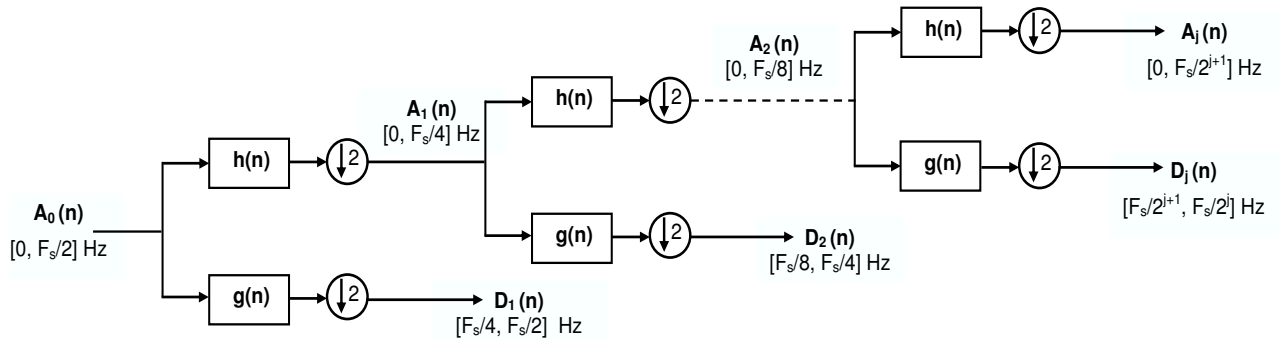 h(n)
↓2
A₂(n)
[0, Fₛ/8] Hz
Aⱼ(n)
[0, Fₛ/2ʲ⁺¹] Hz
h(n)
↓2
A₁(n)
[0, Fₛ/4] Hz
h(n)
↓2
g(n)
↓2
Dⱼ(n)
[Fₛ/2ʲ⁺¹, Fₛ/2ʲ] Hz
A₀(n)
[0, Fₛ/2] Hz
g(n)
↓2
D₂(n)
[Fₛ/8, Fₛ/4] Hz
g(n)
↓2
D₁(n)
[Fₛ/4, Fₛ/2] Hz